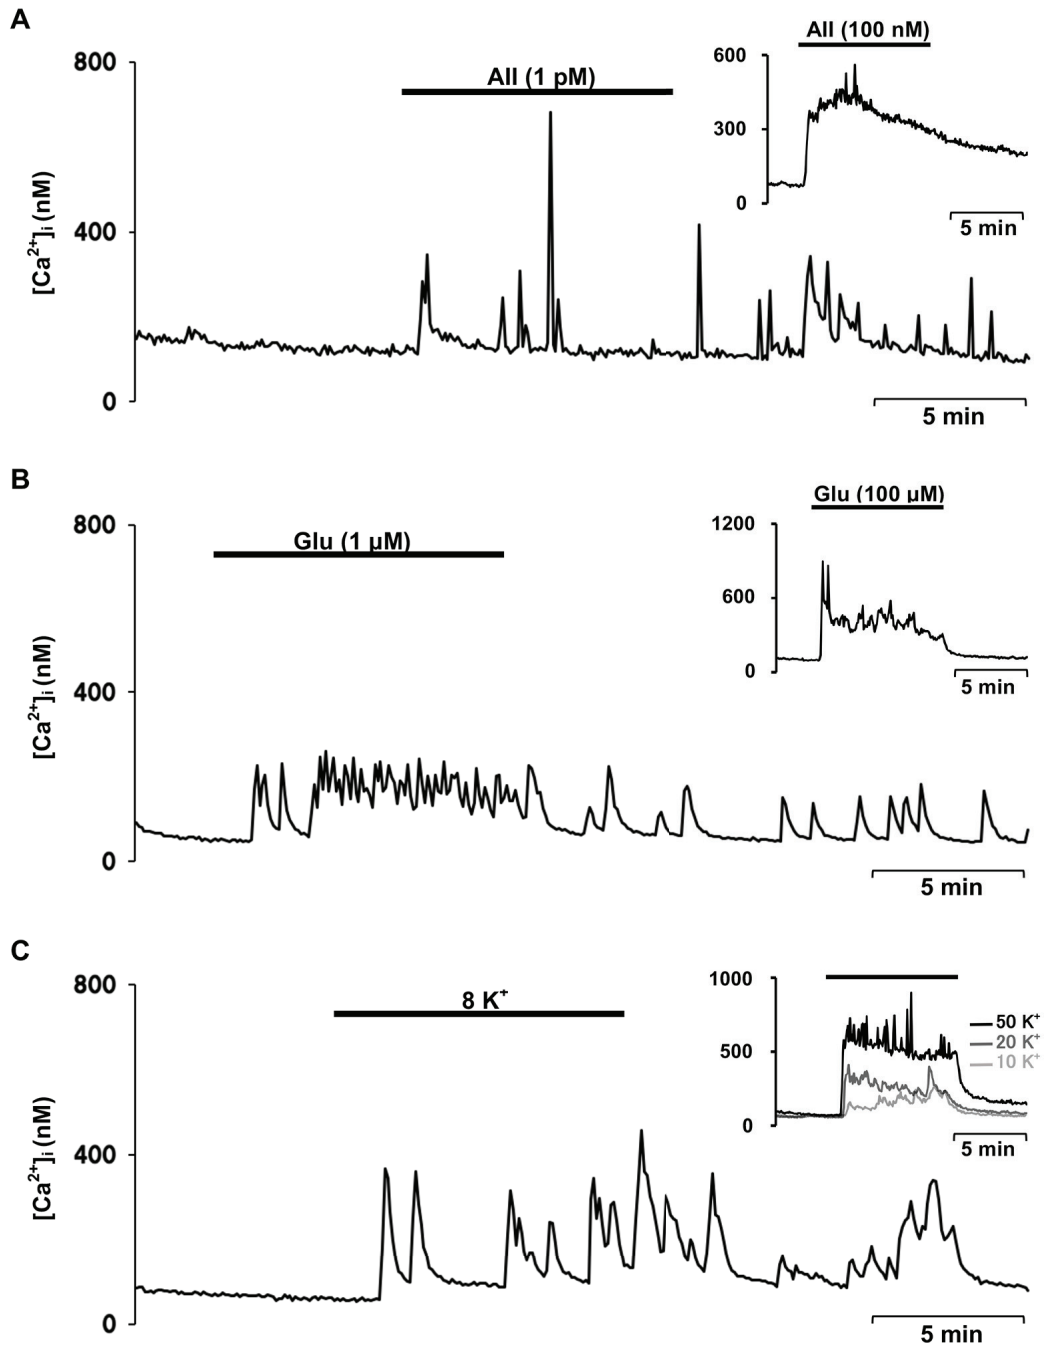 A
AII (100 nM)
800
600
AII (1 pM)
300
[Ca²⁺]ᵢ (nM)
400
0
5 min
0
5 min
B
Glu (100 µM)
800
1200
Glu (1 µM)
600
[Ca²⁺]ᵢ (nM)
400
0
5 min
0
5 min
C
800
1000
8 K⁺
50 K⁺
500
20 K⁺
10 K⁺
[Ca²⁺]ᵢ (nM)
400
0
5 min
0
5 min